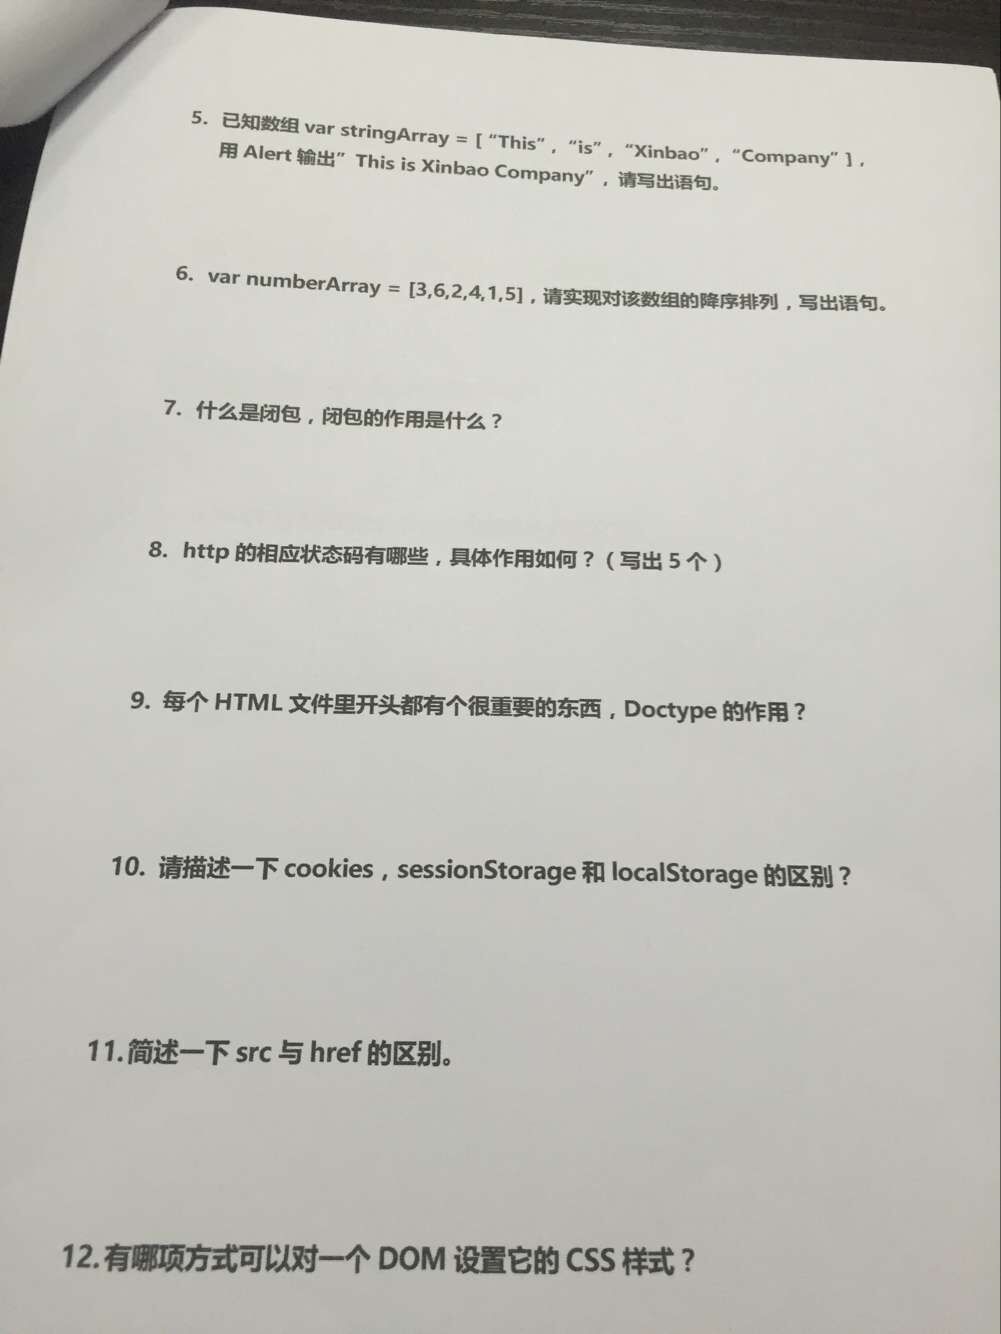 5. 已知数组 var stringArray = [ “This” , “is” , “Xinbao” , “Company” ] ,
用 Alert 输出” This is Xinbao Company” , 请写出语句。
6. var numberArray = [3,6,2,4,1,5] , 请实现对该数组的降序排列 , 写出语句。
7. 什么是闭包 , 闭包的作用是什么 ?
8. http 的相应状态码有哪些 , 具体作用如何 ? ( 写出 5 个 )
9. 每个 HTML 文件里开头都有个很重要的东西 , Doctype 的作用 ?
10. 请描述一下 cookies , sessionStorage 和 localStorage 的区别 ?
11.简述一下 src 与 href 的区别。
12.有哪项方式可以对一个 DOM 设置它的 CSS 样式 ?